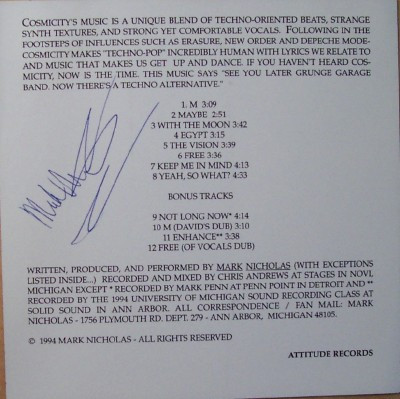 COSMICITY'S MUSIC IS A UNIQUE BLEND OF TECHNO-ORIENTED BEATS, STRANGE
SYNTH TEXTURES, AND STRONG YET COMFORTABLE VOCALS. FOLLOWING IN THE
FOOTSTEPS OF INFLUENCES SUCH AS ERASURE, NEW ORDER AND DEPECHE MODE-
COSMICITY MAKES "TECHNO-POP" INCREDIBLY HUMAN WITH LYRICS WE RELATE TO
AND MUSIC THAT MAKES US GET UP AND DANCE. IF YOU HAVEN'T HEARD COS-
MICITY, NOW IS THE TIME. THIS MUSIC SAYS "SEE YOU LATER GRUNGE GARAGE
BAND. NOW THERE'S A TECHNO ALTERNATIVE."
1. M 3:09
2 MAYBE 2:51
3 WITH THE MOON 3:42
4 EGYPT 3:15
5 THE VISION 3:39
6 FREE 3:36
7 KEEP ME IN MIND 4:13
8 YEAH, SO WHAT? 4:33
BONUS TRACKS
9 NOT LONG NOW* 4:14
10 M (DAVID'S DUB) 3:10
11 ENHANCE** 3:38
12 FREE (OF VOCALS DUB)
Mark
WRITTEN, PRODUCED, AND PERFORMED BY MARK NICHOLAS (WITH EXCEPTIONS
LISTED INSIDE...) RECORDED AND MIXED BY CHRIS ANDREWS AT STAGES IN NOVI,
MICHIGAN EXCEPT * RECORDED BY MARK PENN AT PENN POINT IN DETROIT AND **
RECORDED BY THE 1994 UNIVERSITY OF MICHIGAN SOUND RECORDING CLASS AT
SOLID SOUND IN ANN ARBOR. ALL CORRESPONDENCE / FAN MAIL: MARK
NICHOLAS - 1756 PLYMOUTH RD. DEPT. 279 - ANN ARBOR, MICHIGAN 48105.
© 1994 MARK NICHOLAS - ALL RIGHTS RESERVED
ATTITUDE RECORDS